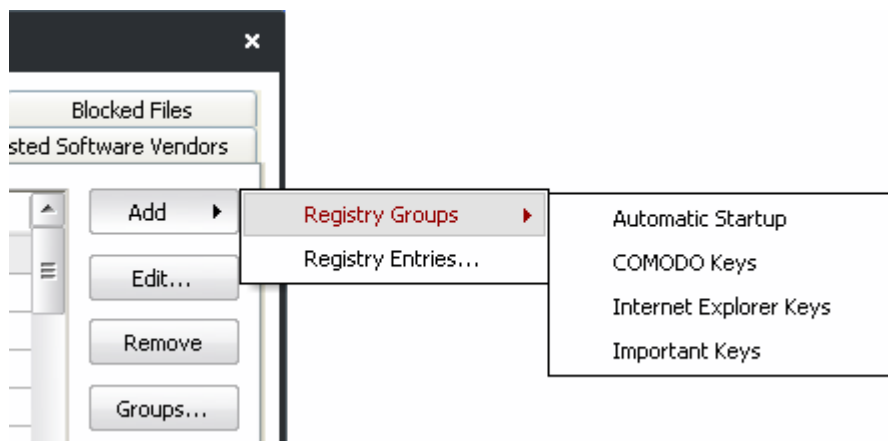 Blocked Files
sted Software Vendors
Add
Registry Groups
Registry Entries...
Automatic Startup
COMODO Keys
Internet Explorer Keys
Important Keys
Edit...
Remove
Groups...